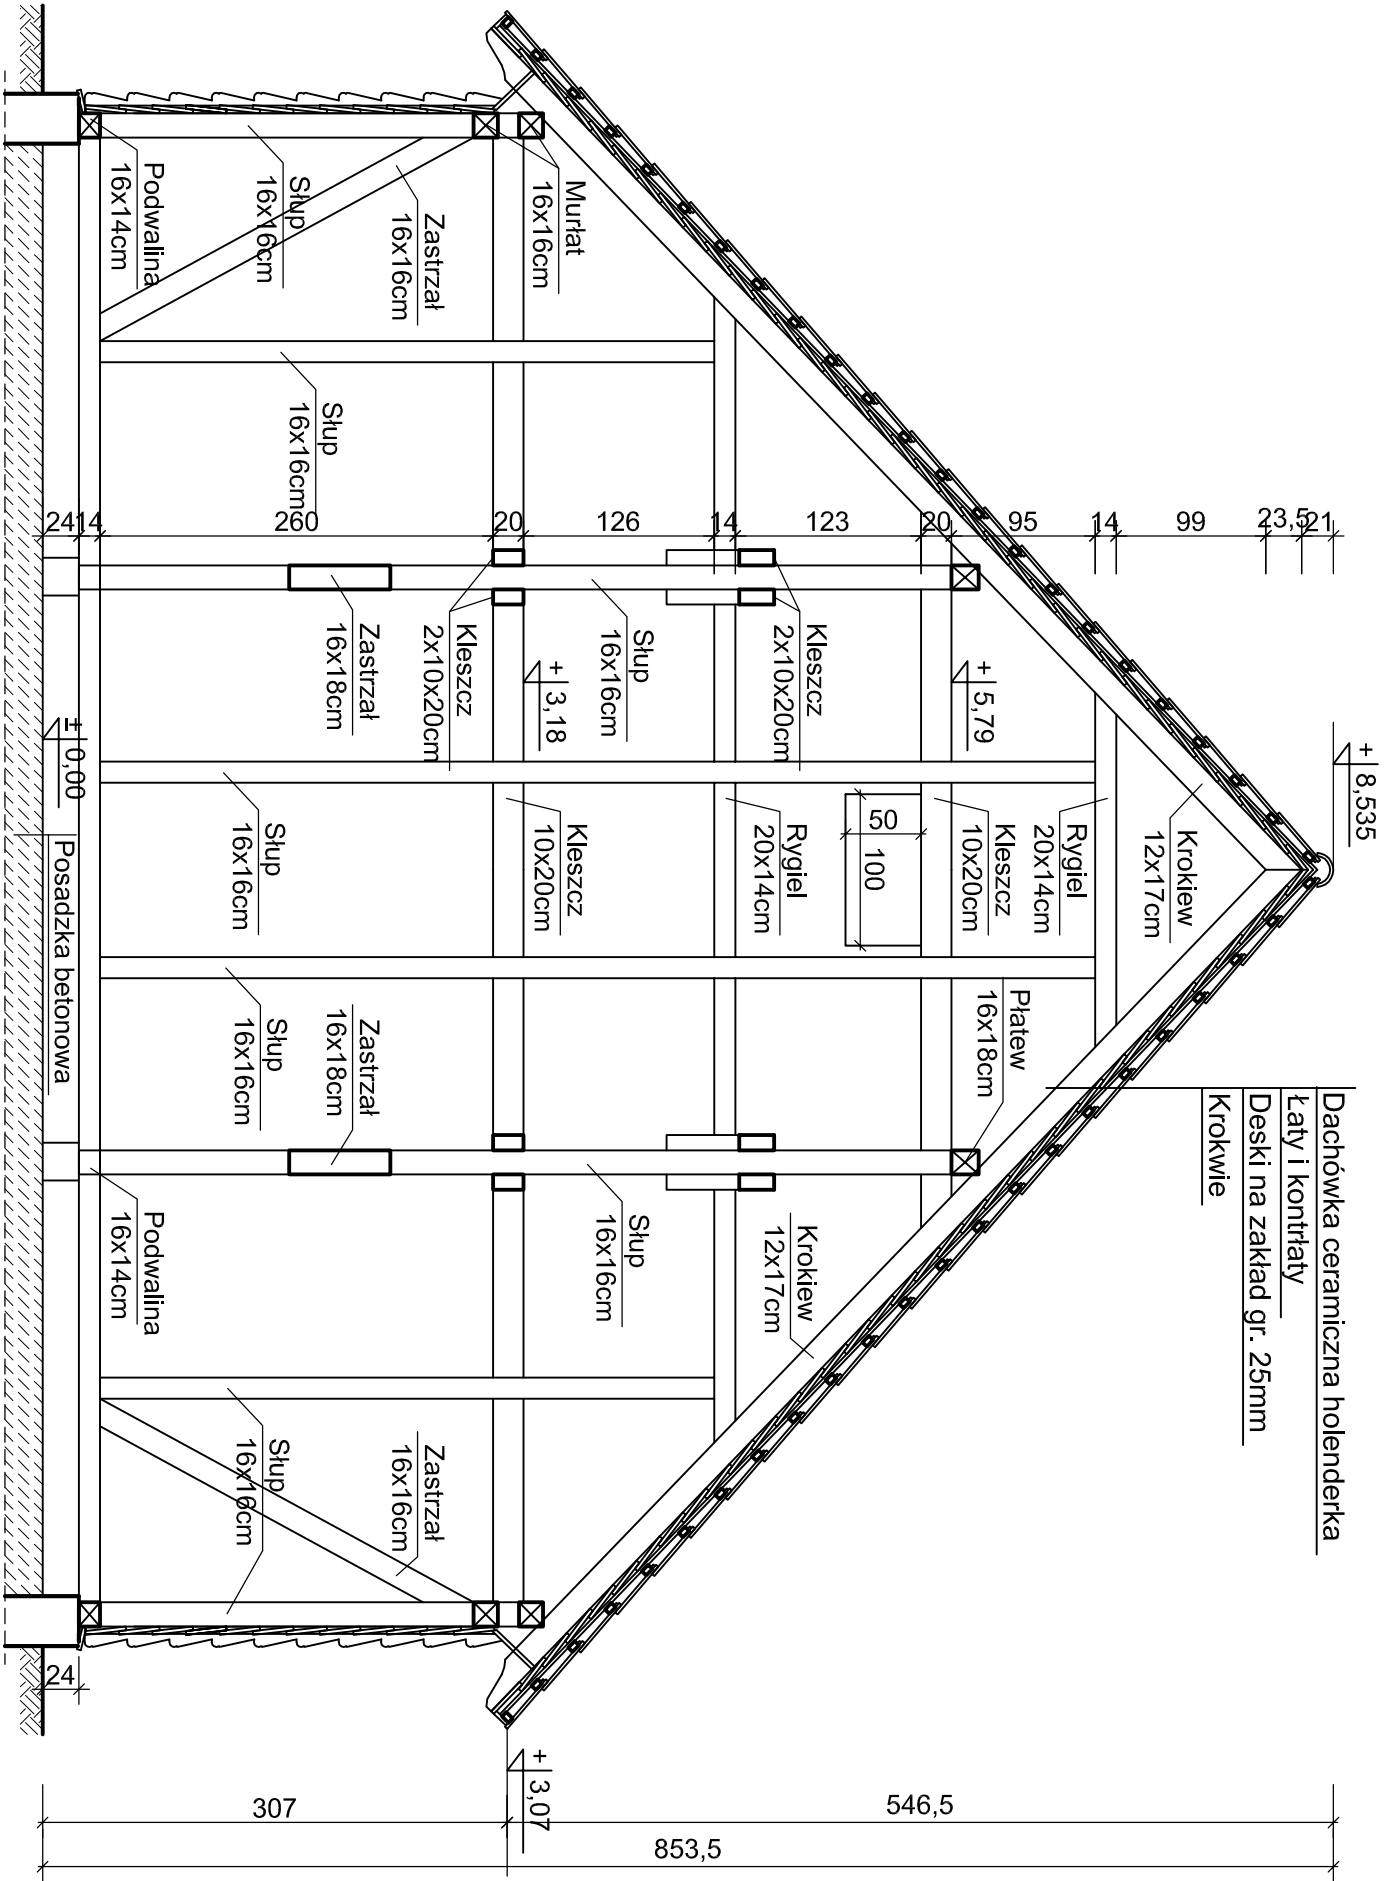 + 8,535
Dachówka ceramiczna holenderka
Łaty i kontrłaty
Deski na zakład gr. 25mm
Krokwie
Krokiew
12x17cm
Rygiel
20x14cm
+ 5,79
Kleszcz
10x20cm
Płatew
16x18cm
50
100
Kleszcz
2x10x20cm
Rygiel
20x14cm
Krokiew
12x17cm
Słup
16x16cm
Słup
16x16cm
Murłat
16x16cm
+ 3,18
Kleszcz
10x20cm
+ 3,07
Kleszcz
2x10x20cm
Zastrzał
16x16cm
Zastrzał
16x16cm
Zastrzał
16x18cm
Zastrzał
16x18cm
Słup
16x16cm
Słup
16x16cm
Słup
16x16cm
Słup
16x16cm
Słup
16x16cm
Podwalina
16x14cm
Podwalina
16x14cm
± 0,00
Posadzka betonowa
21
23,5
99
14
95
20
123
14
126
20
260
14
24
24
546,5
307
853,5